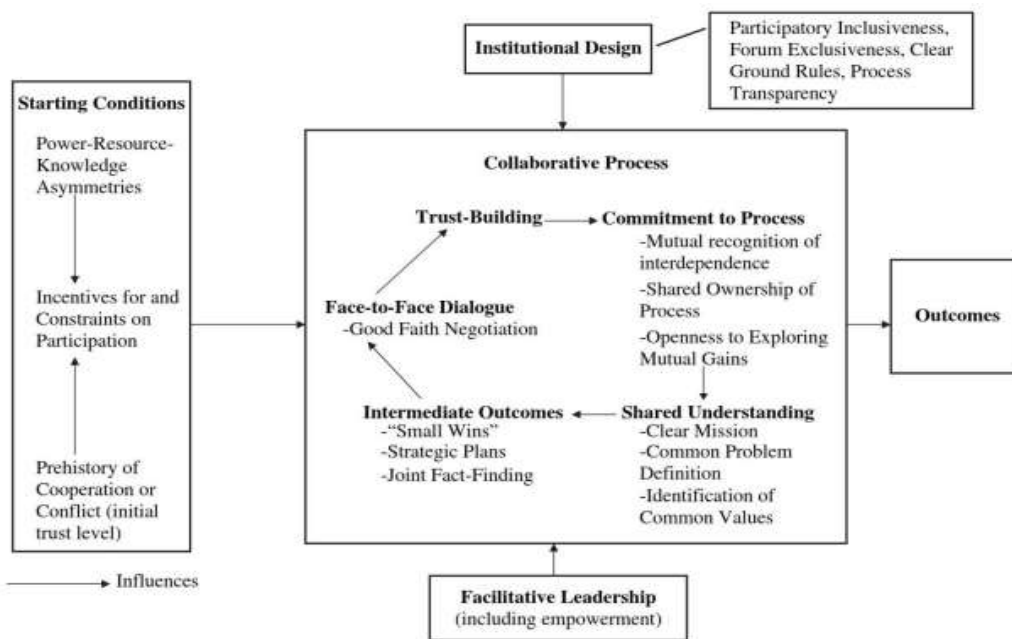 Institutional Design
Participatory Inclusiveness,
Forum Exclusiveness, Clear
Ground Rules, Process
Transparency
Starting Conditions
Power-Resource-
Knowledge
Asymmetries
Incentives for and
Constraints on
Participation
Prehistory of
Cooperation or
Conflict (initial
trust level)
Influences
Collaborative Process
Trust-Building
Commitment to Process
-Mutual recognition of
interdependence
-Shared Ownership of
Process
-Openness to Exploring
Mutual Gains
Face-to-Face Dialogue
-Good Faith Negotiation
Intermediate Outcomes
-“Small Wins”
-Strategic Plans
-Joint Fact-Finding
Shared Understanding
-Clear Mission
-Common Problem
Definition
-Identification of
Common Values
Outcomes
Facilitative Leadership
(including empowerment)